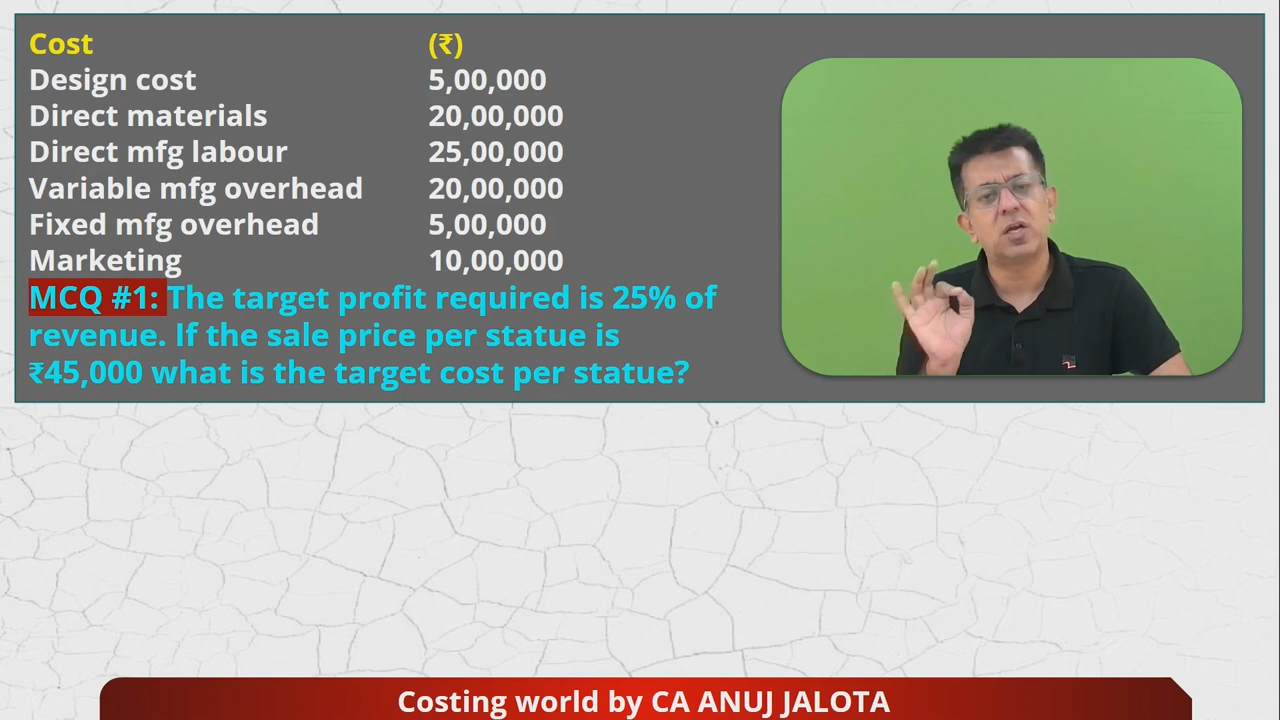 Cost (₹)
Design cost 5,00,000
Direct materials 20,00,000
Direct mfg labour 25,00,000
Variable mfg overhead 20,00,000
Fixed mfg overhead 5,00,000
Marketing 10,00,000
MCQ #1: The target profit required is 25% of
revenue. If the sale price per statue is
₹45,000 what is the target cost per statue?
Costing world by CA ANUJ JALOTA